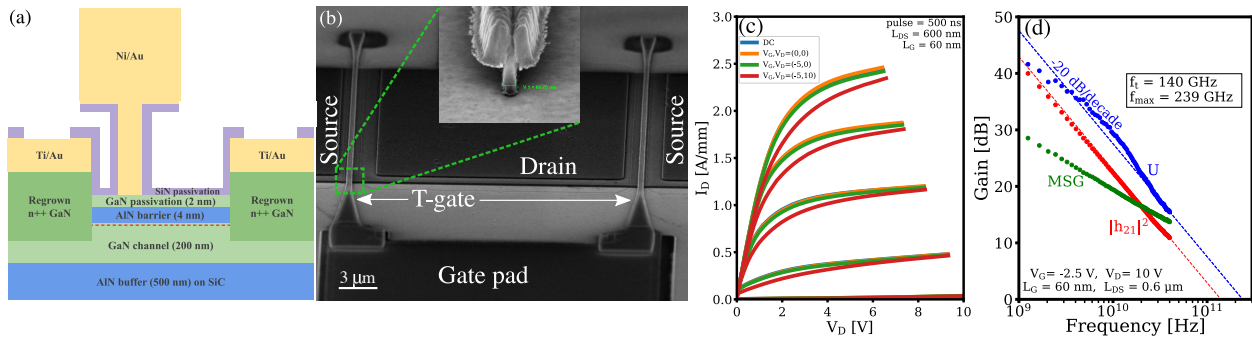 (a)
Ni/Au
Ti/Au
Ti/Au
SiN passivation
Regrown
n++ GaN
GaN passivation (2 nm)
AlN barrier (4 nm)
Regrown
n++ GaN
GaN channel (200 nm)
AlN buffer (500 nm) on SiC
(b)
Source
Source
Drain
T-gate
Gate pad
3 μm
(c)
pulse = 500 ns
L_DS = 600 nm
L_G = 60 nm
DC
V_G,V_D=(0,0)
V_G,V_D=(-5,0)
V_G,V_D=(-5,10)
I_D [A/mm]
3.0
2.5
2.0
1.5
1.0
0.5
0.0
0 2 4 6 8 10
V_D [V]
(d)
-20 dB/decade
f_t = 140 GHz
f_max = 239 GHz
U
MSG
|h_21|^2
V_G= -2.5 V, V_D= 10 V
L_G= 60 nm, L_DS= 0.6 μm
Gain [dB]
50
40
30
20
10
0
10^9 10^10 10^11
Frequency [Hz]